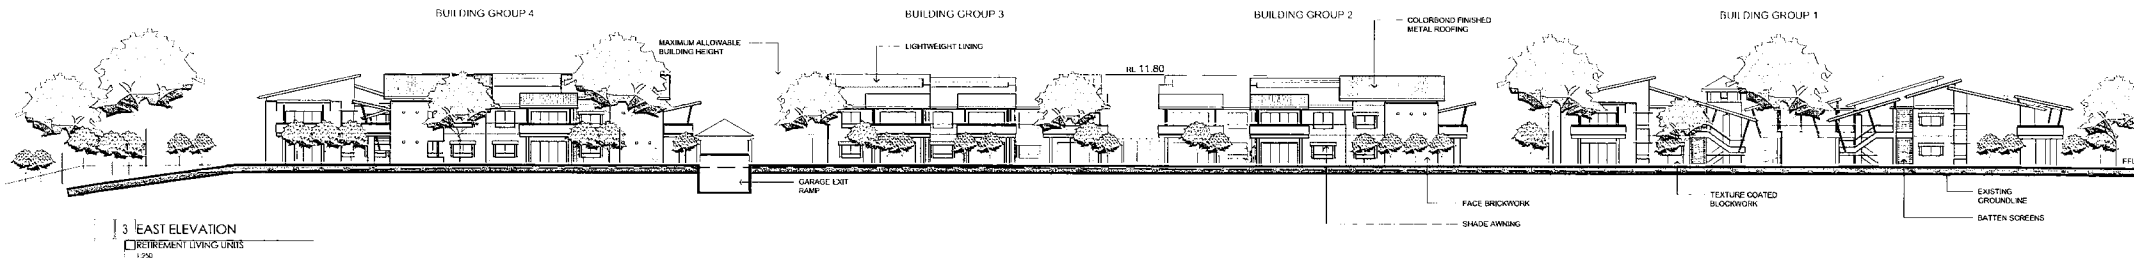 BUILDING GROUP 4
BUILDING GROUP 3
BUILDING GROUP 2
BUILDING GROUP 1
COLORBOND FINISHED
METAL ROOFING
MAXIMUM ALLOWABLE
BUILDING HEIGHT
LIGHTWEIGHT LINING
RL 11.80
GARAGE EXIT
RAMP
TEXTURE COATED
BLOCKWORK
EXISTING
GROUNDLINE
FACE BRICKWORK
BATTEN SCREENS
SHADE AWNING
3 EAST ELEVATION
RETIREMENT LIVING UNITS
1:250